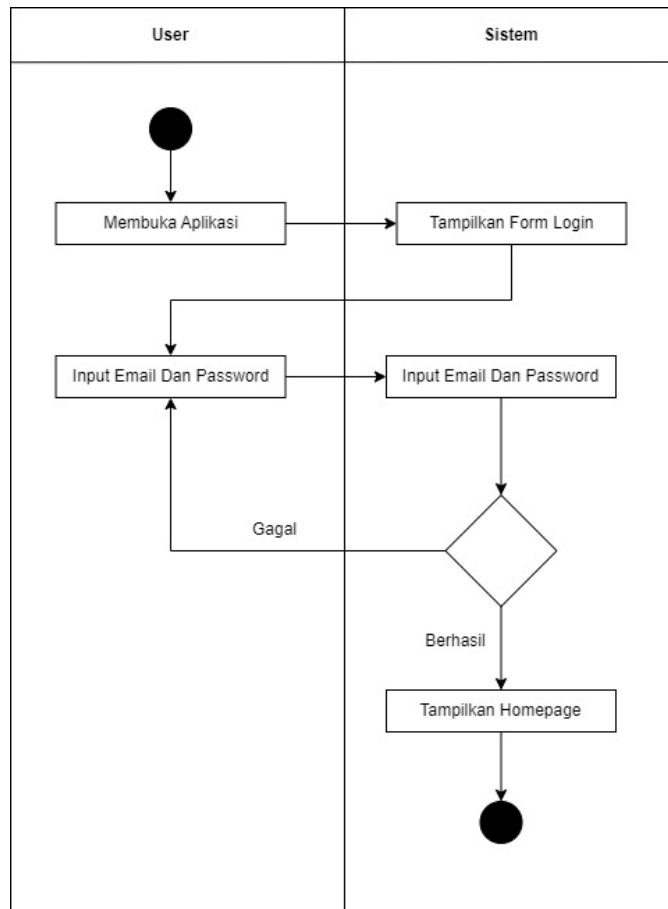 User
Sistem
Membuka Aplikasi
Tampilkan Form Login
Input Email Dan Password
Input Email Dan Password
Gagal
Berhasil
Tampilkan Homepage